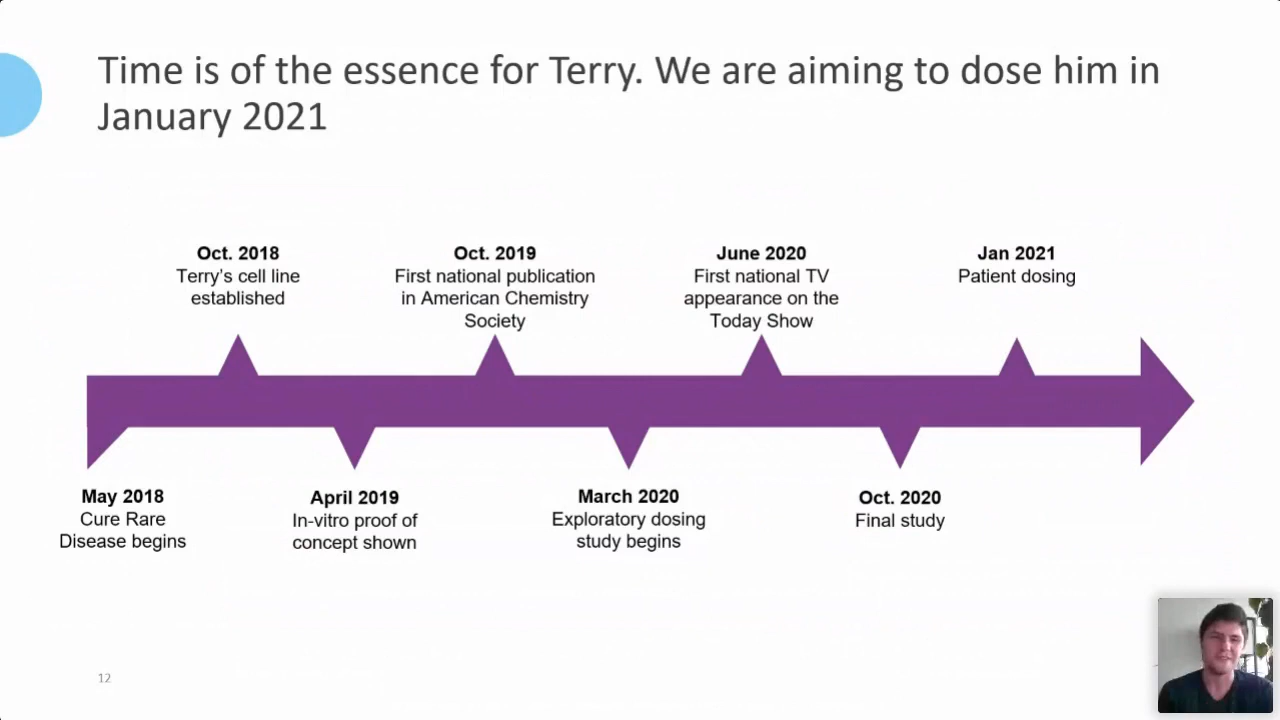 Time is of the essence for Terry. We are aiming to dose him in
January 2021
Oct. 2018
Terry's cell line
established
Oct. 2019
First national publication
in American Chemistry
Society
June 2020
First national TV
appearance on the
Today Show
Jan 2021
Patient dosing
May 2018
Cure Rare
Disease begins
April 2019
In-vitro proof of
concept shown
March 2020
Exploratory dosing
study begins
Oct. 2020
Final study
12